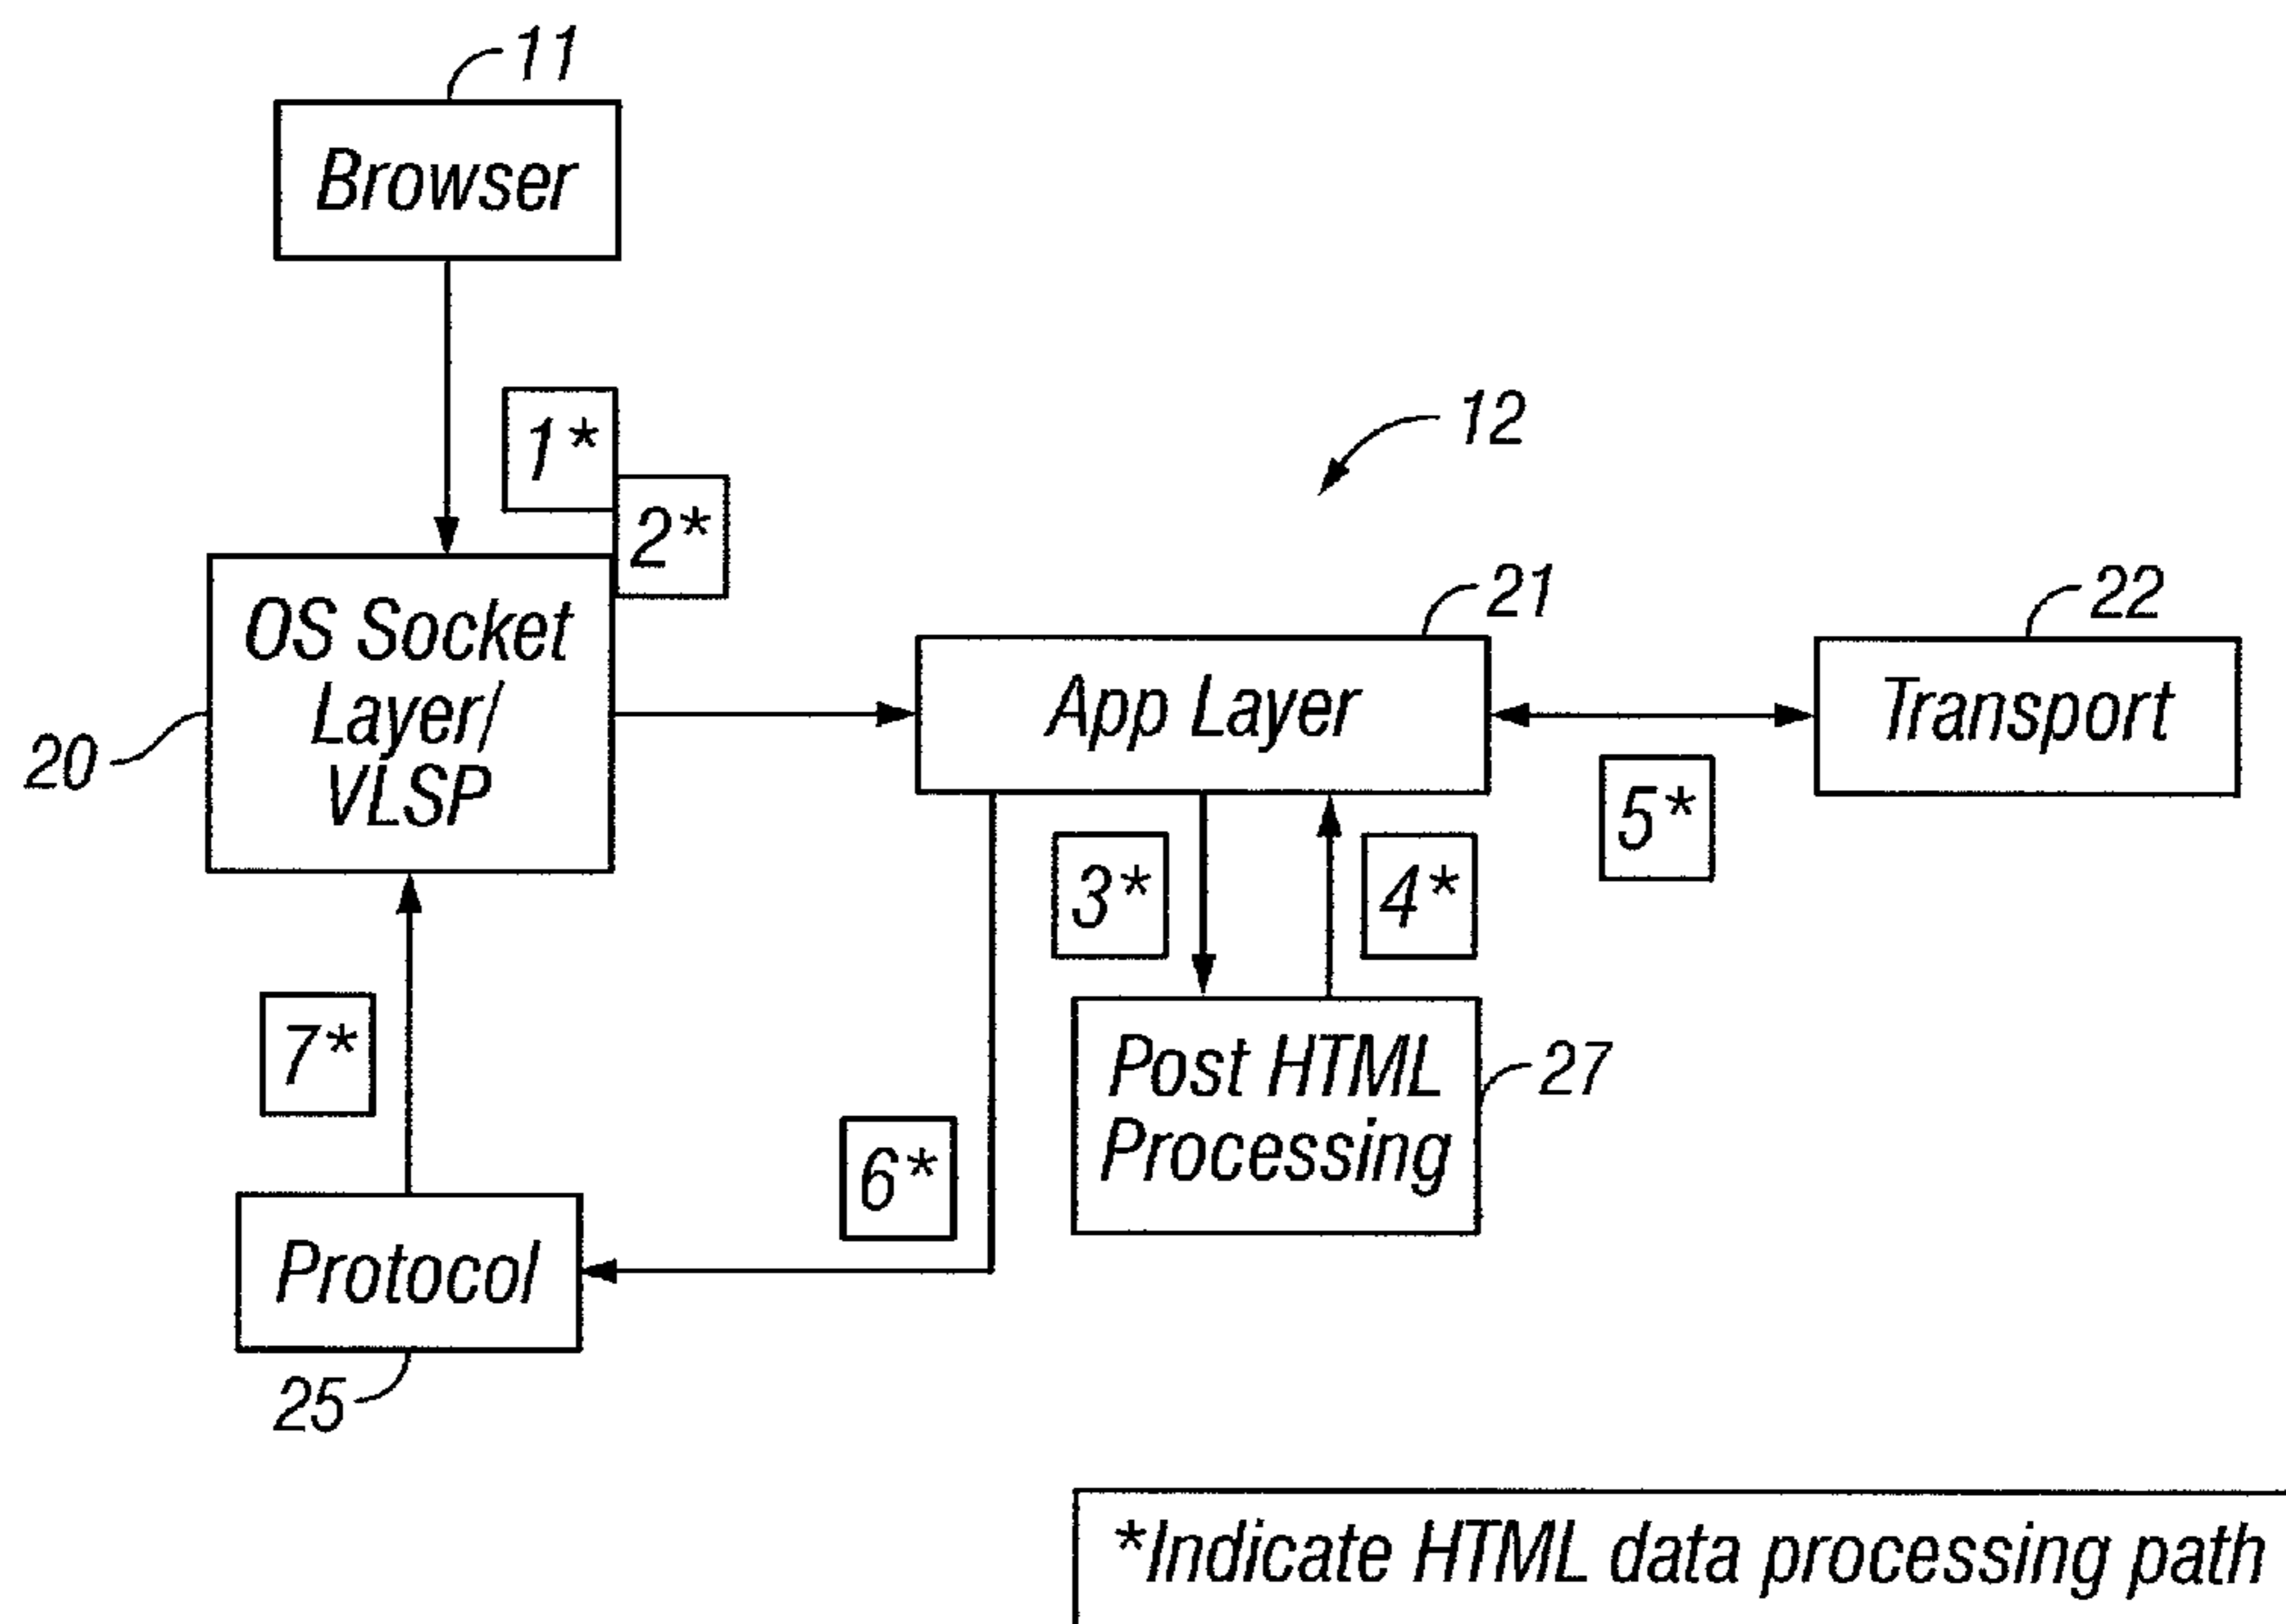 11
Browser
1*
12
2*
OS Socket
Layer/
VLSP
20
21
App Layer
22
Transport
5*
3*
4*
7*
Post HTML
Processing
27
6*
Protocol
25
*Indicate HTML data processing path